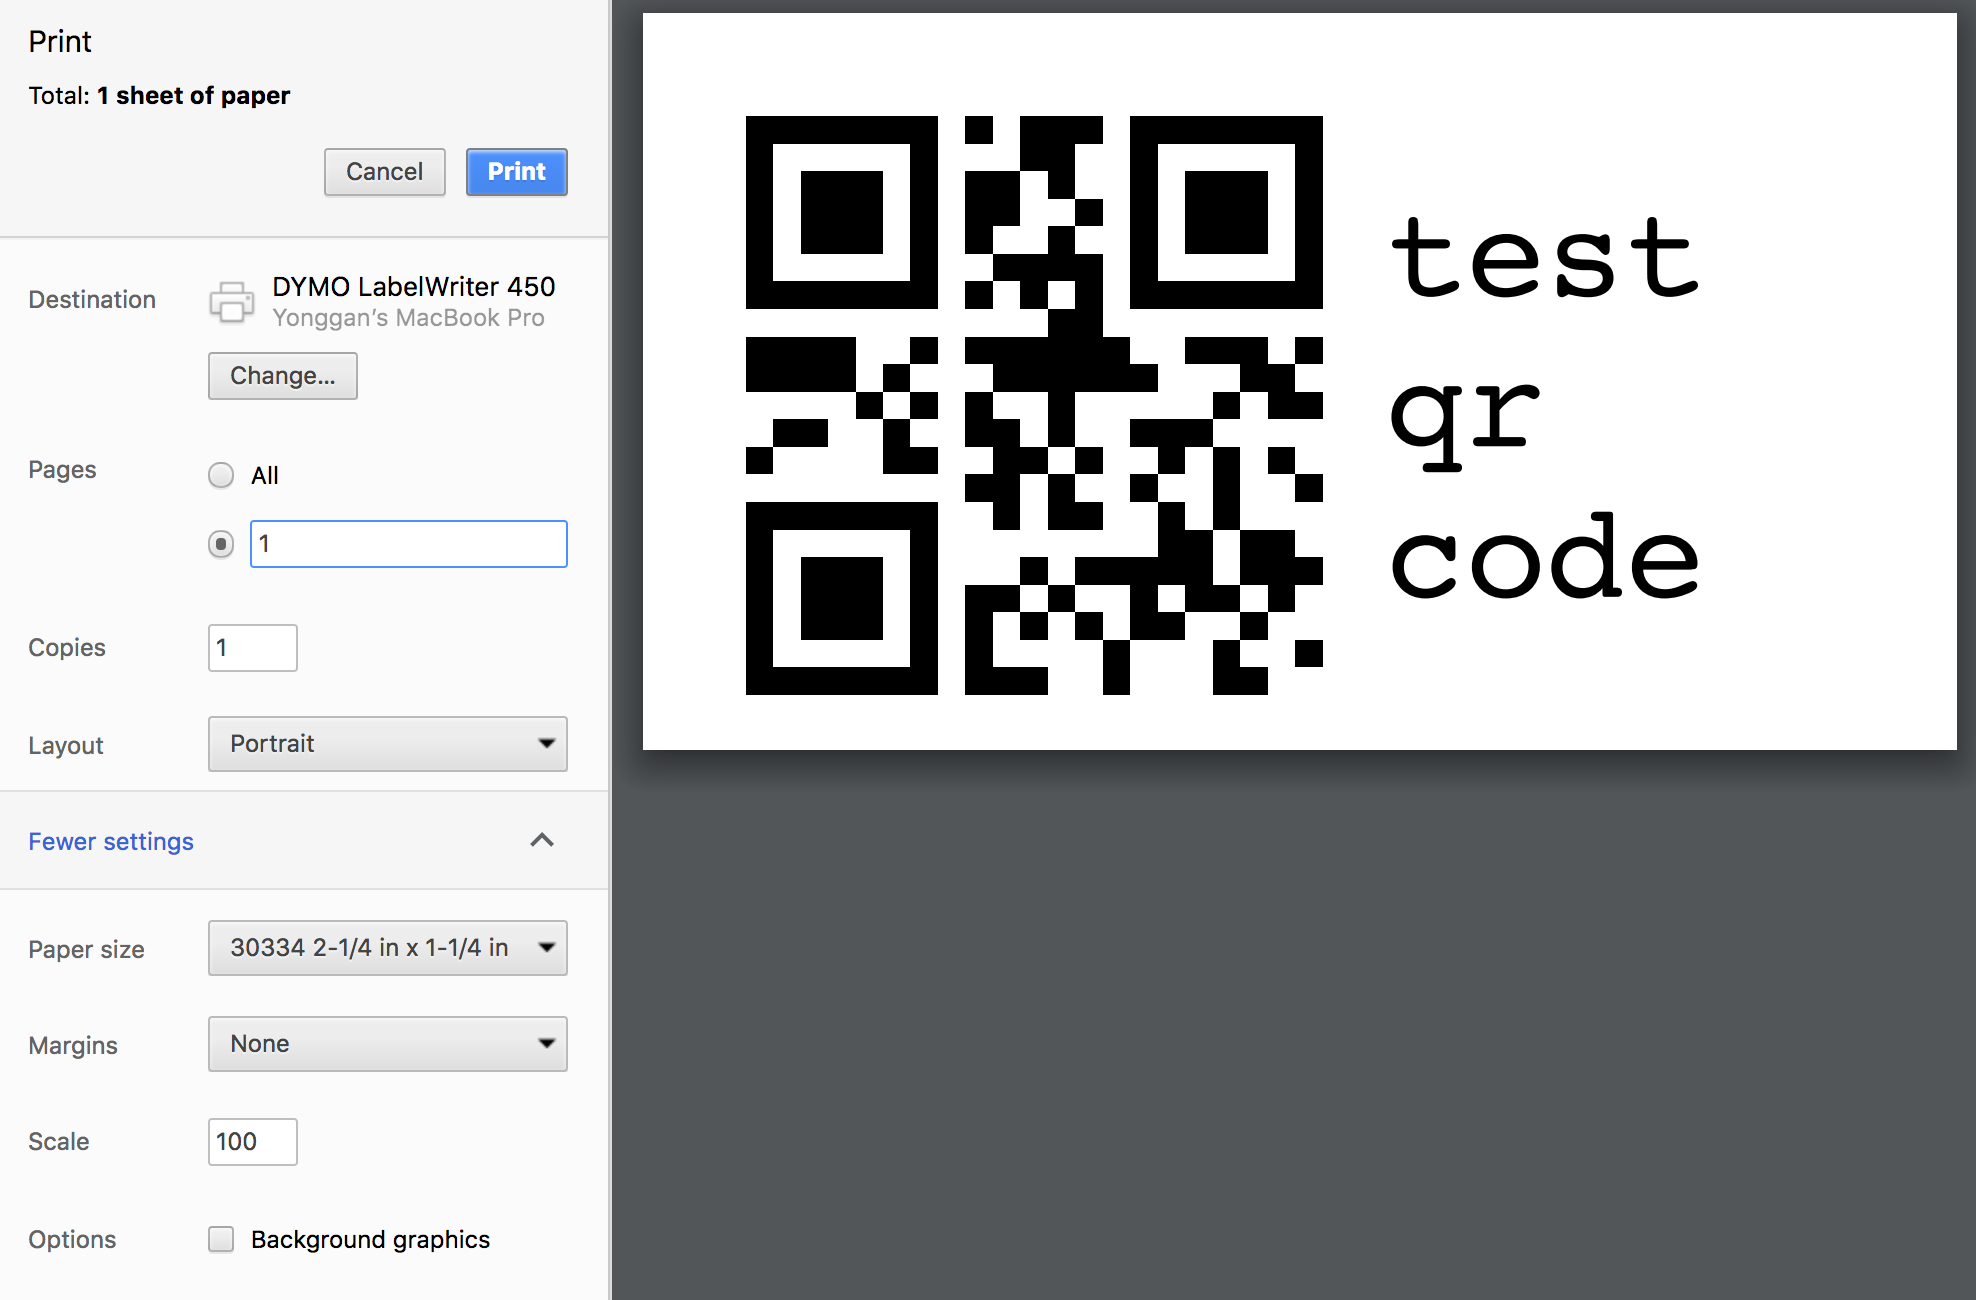 Print
Total: 1 sheet of paper
Cancel
Print
Destination
DYMO LabelWriter 450
Yonggan’s MacBook Pro
Change...
Pages
All
1
Copies
1
Layout
Portrait
Fewer settings
Paper size
30334 2-1/4 in x 1-1/4 in
Margins
None
Scale
100
Options
Background graphics
test
qr
code